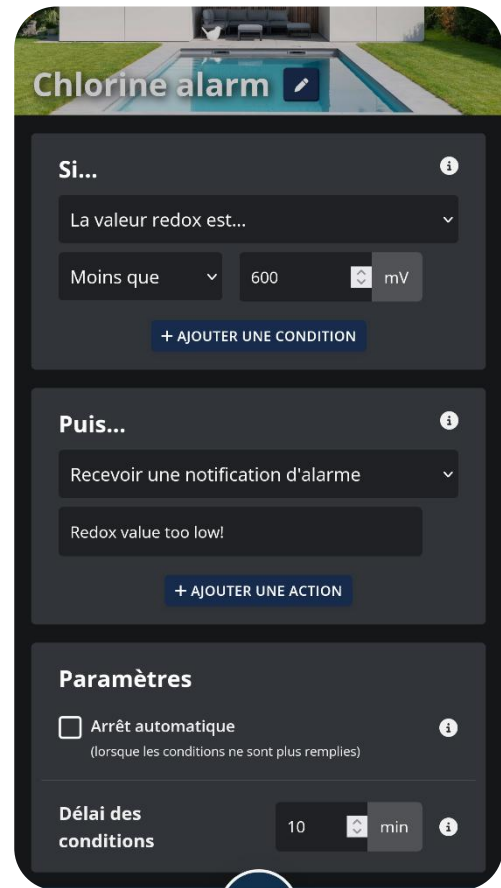 Chlorine alarm
Si...
La valeur redox est...
Moins que
600
mV
+ AJOUTER UNE CONDITION
Puis...
Recevoir une notification d'alarme
Redox value too low!
+ AJOUTER UNE ACTION
Paramètres
Arrêt automatique
(lorsque les conditions ne sont plus remplies)
Délai des
conditions
10
min